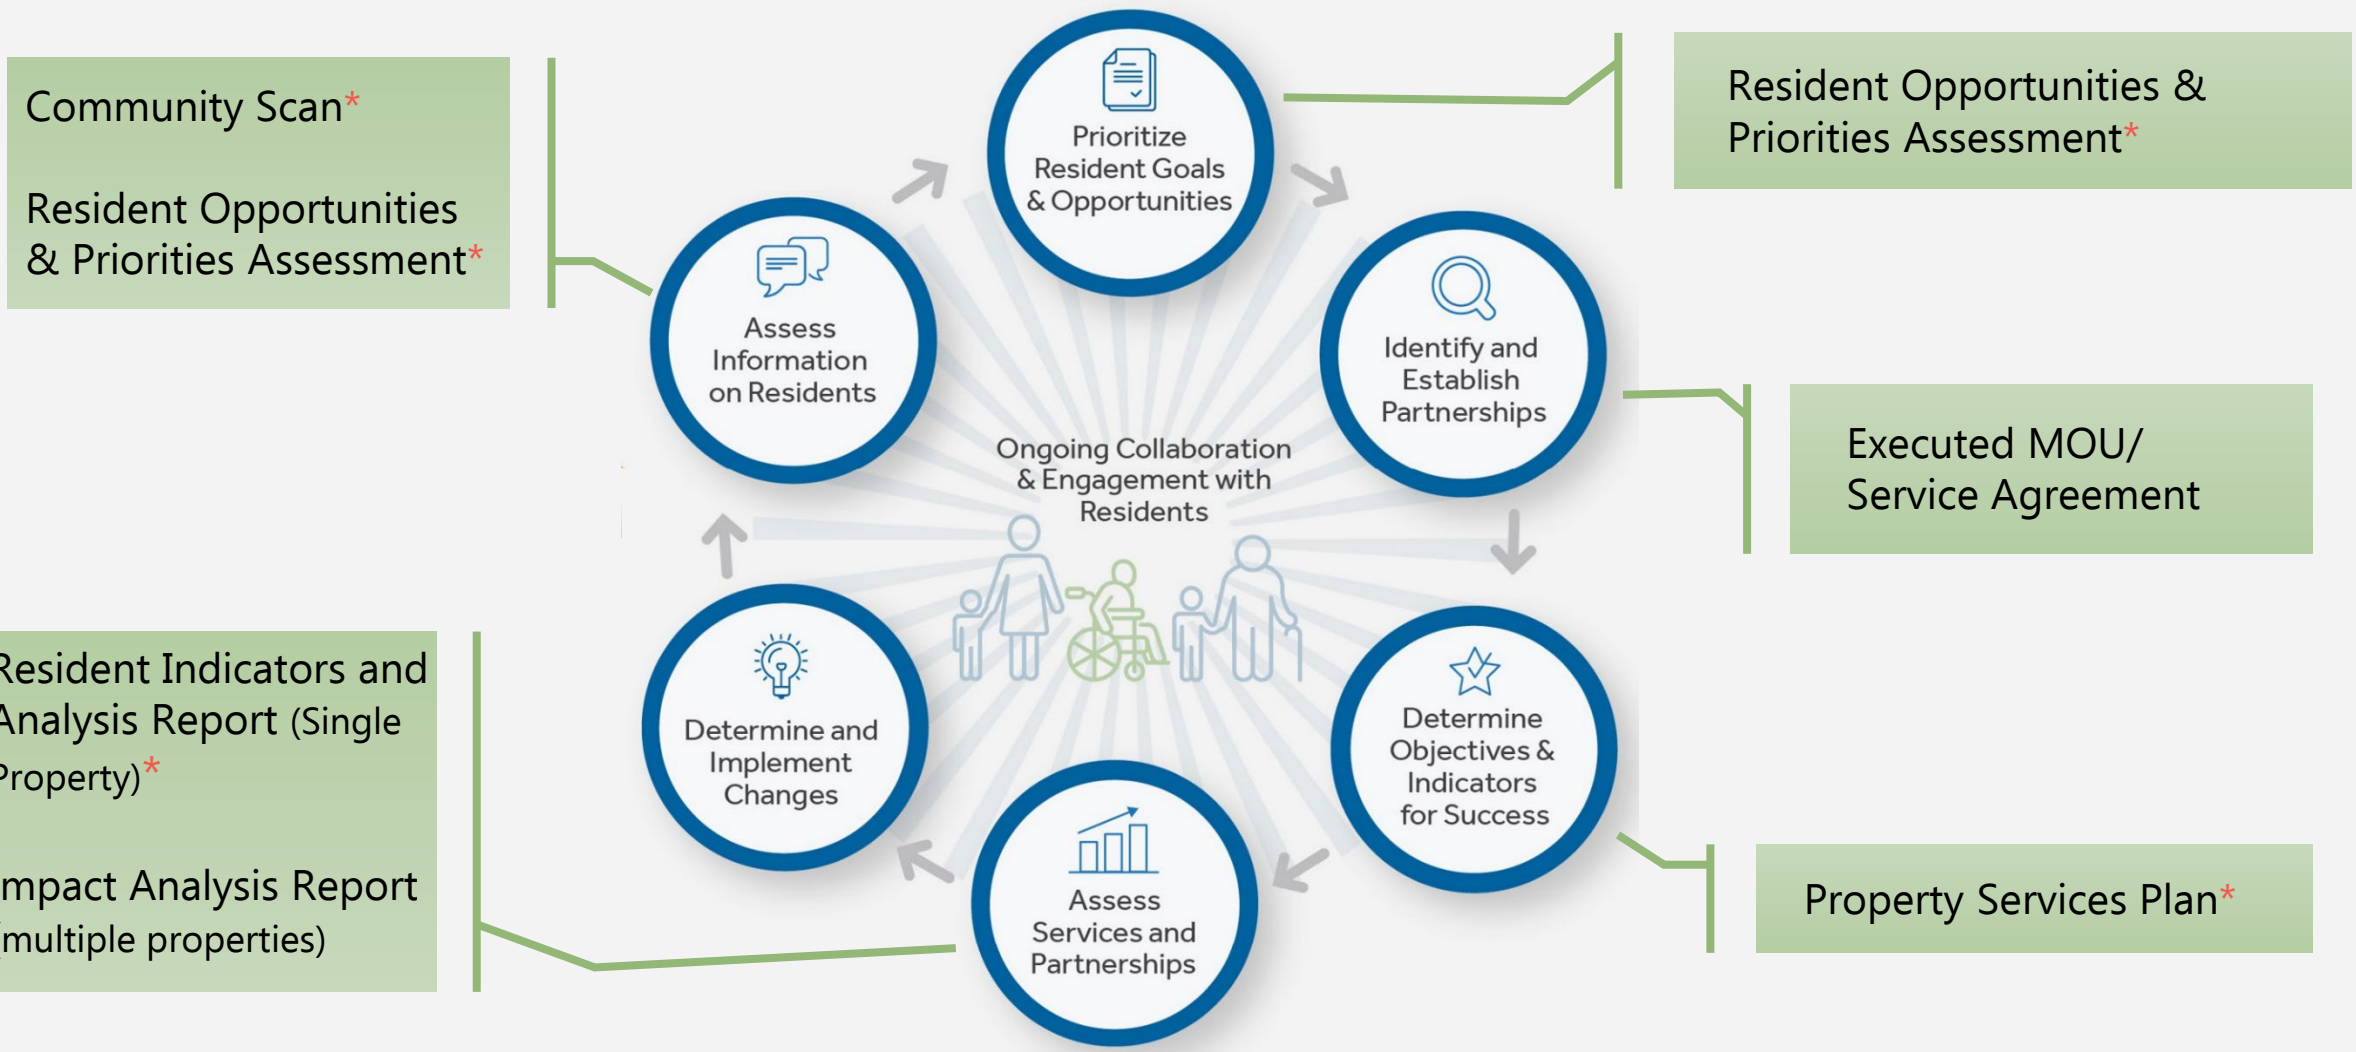 Community Scan*
Resident Opportunities
& Priorities Assessment*
Prioritize
Resident Goals
& Opportunities
Resident Opportunities &
Priorities Assessment*
Assess
Information
on Residents
Identify and
Establish
Partnerships
Executed MOU/
Service Agreement
Ongoing Collaboration
& Engagement with
Residents
Determine
Objectives &
Indicators
for Success
Property Services Plan*
Assess
Services and
Partnerships
Determine and
Implement
Changes
Resident Indicators and
Analysis Report (Single
Property)*
Impact Analysis Report
(multiple properties)